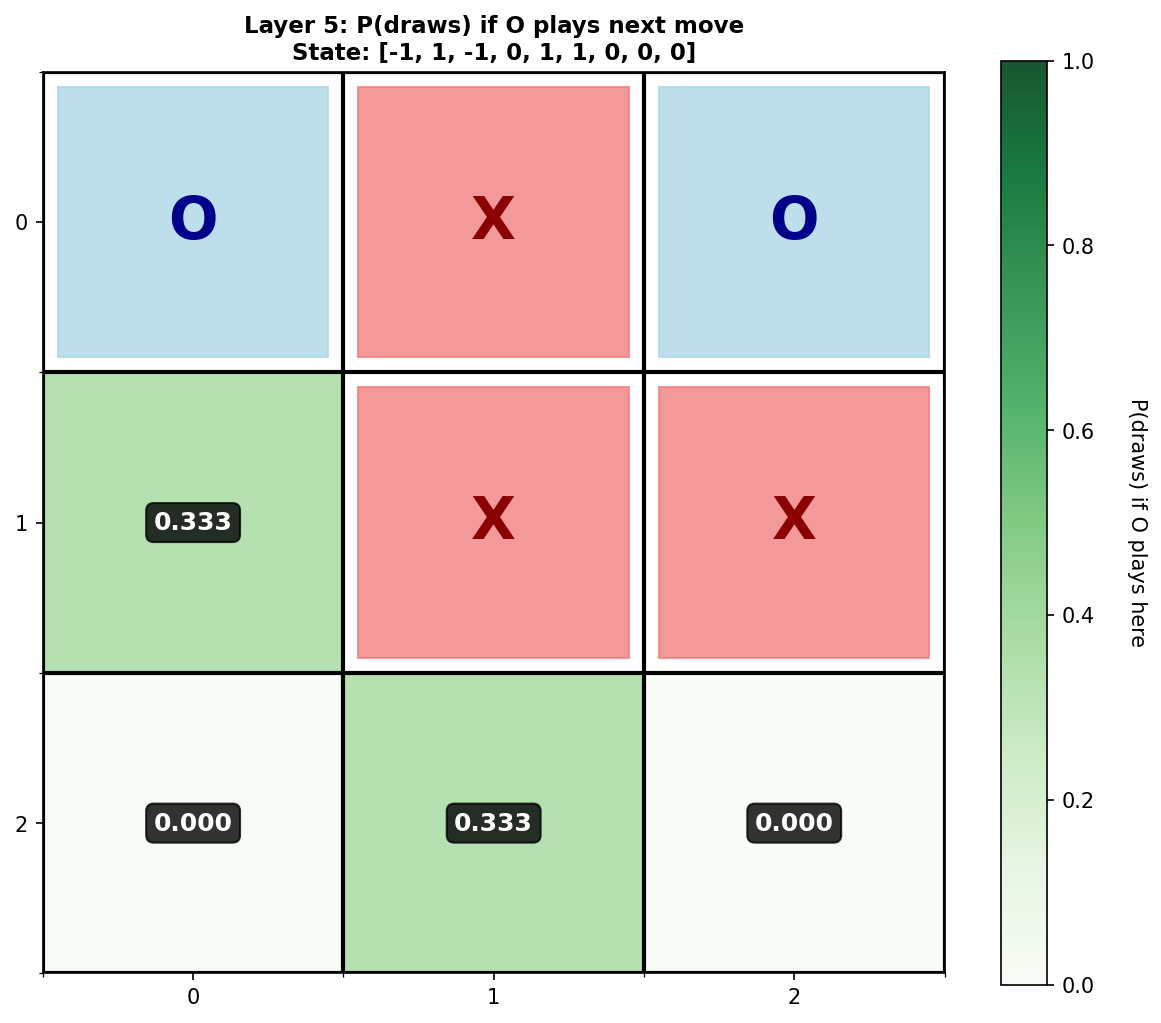 Layer 5: P(draws) if O plays next move
State: [-1, 1, -1, 0, 1, 1, 0, 0, 0]
O X O
0.333 X X
0.000 0.333 0.000
0
1
2
0 1 2
1.0
0.8
0.6
0.4
0.2
0.0
P(draws) if O plays here